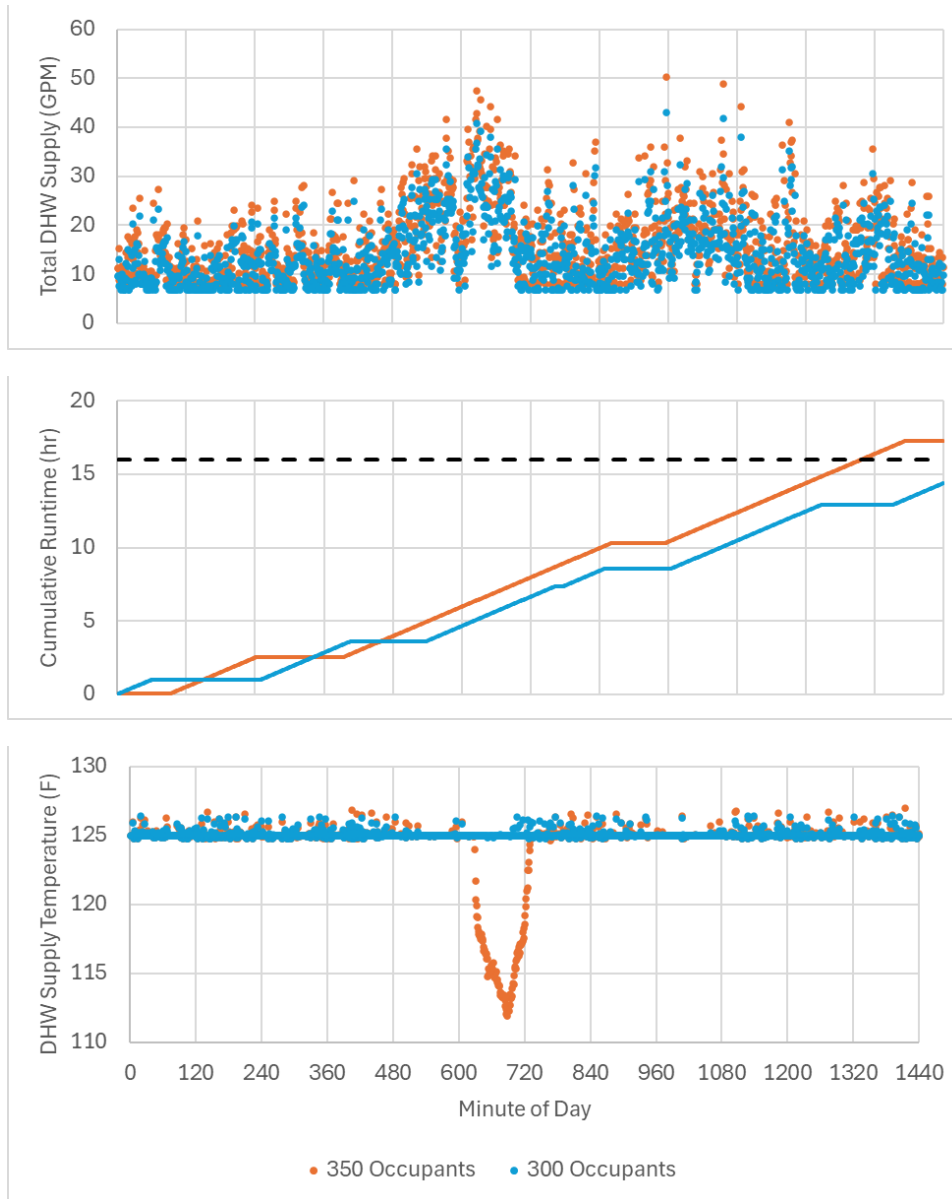 Total DHW Supply (GPM)
60
50
40
30
20
10
0
Cumulative Runtime (hr)
20
15
10
5
0
DHW Supply Temperature (F)
130
125
120
115
110
0 120 240 360 480 600 720 840 960 1080 1200 1320 1440
Minute of Day
350 Occupants 300 Occupants